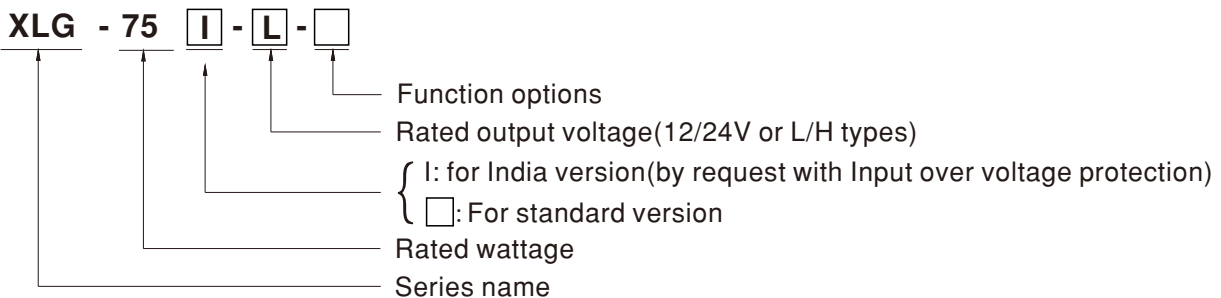 XLG - 75 I - L - □
Function options
Rated output voltage(12/24V or L/H types)
I: for India version(by request with Input over voltage protection)
□: For standard version
Rated wattage
Series name